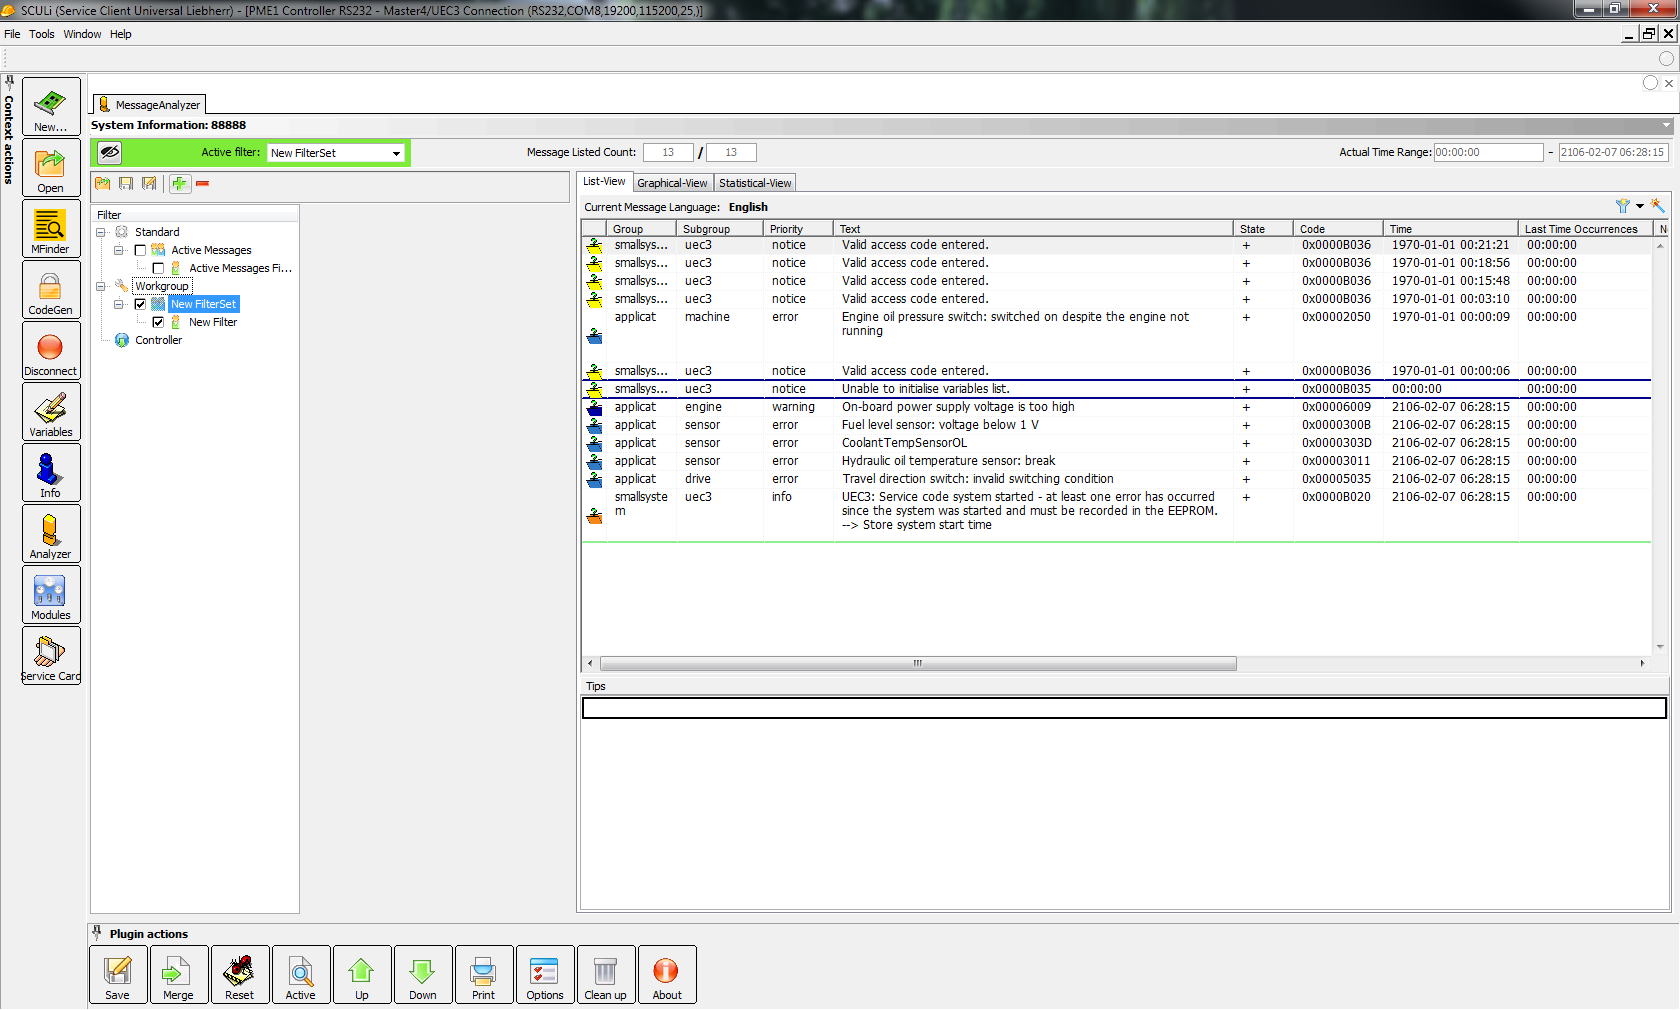 SCULi (Service Client Universal Liebherr) - [PME1 Controller RS232 - Master4/UEC3 Connection (RS232,COM8,19200,115200,25,)]
File Tools Window Help
Context actions
New...
Open
MFinder
CodeGen
Disconnect
Variables
Info
Analyzer
Modules
Service Card
MessageAnalyzer
System Information: 88888
Active filter: New FilterSet
Message Listed Count: 13 / 13
Actual Time Range: 00:00:00 - 2106-02-07 06:28:15
Filter
Standard
Active Messages
Active Messages Fi...
Workgroup
New FilterSet
New Filter
Controller
List-View Graphical-View Statistical-View
Current Message Language: English
Group Subgroup Priority Text State Code Time Last Time Occurrences N
smallsys... uec3 notice Valid access code entered. + 0x0000B036 1970-01-01 00:21:21 00:00:00
smallsys... uec3 notice Valid access code entered. + 0x0000B036 1970-01-01 00:18:56 00:00:00
smallsys... uec3 notice Valid access code entered. + 0x0000B036 1970-01-01 00:15:48 00:00:00
smallsys... uec3 notice Valid access code entered. + 0x0000B036 1970-01-01 00:03:10 00:00:00
applicat machine error Engine oil pressure switch: switched on despite the engine not + 0x00002050 1970-01-01 00:00:09 00:00:00
running
smallsys... uec3 notice Valid access code entered. + 0x0000B036 1970-01-01 00:00:06 00:00:00
smallsys... uec3 notice Unable to initialise variables list. + 0x0000B035 00:00:00 00:00:00
applicat engine warning On-board power supply voltage is too high + 0x00006009 2106-02-07 06:28:15 00:00:00
applicat sensor error Fuel level sensor: voltage below 1 V + 0x0000300B 2106-02-07 06:28:15 00:00:00
applicat sensor error CoolantTempSensorOL + 0x0000303D 2106-02-07 06:28:15 00:00:00
applicat sensor error Hydraulic oil temperature sensor: break + 0x00003011 2106-02-07 06:28:15 00:00:00
applicat drive error Travel direction switch: invalid switching condition + 0x00005035 2106-02-07 06:28:15 00:00:00
smallsyste uec3 info UEC3: Service code system started - at least one error has occurred + 0x0000B020 2106-02-07 06:28:15 00:00:00
m since the system was started and must be recorded in the EEPROM.
--> Store system start time
Tips
Plugin actions
Save
Merge
Reset
Active
Up
Down
Print
Options
Clean up
About